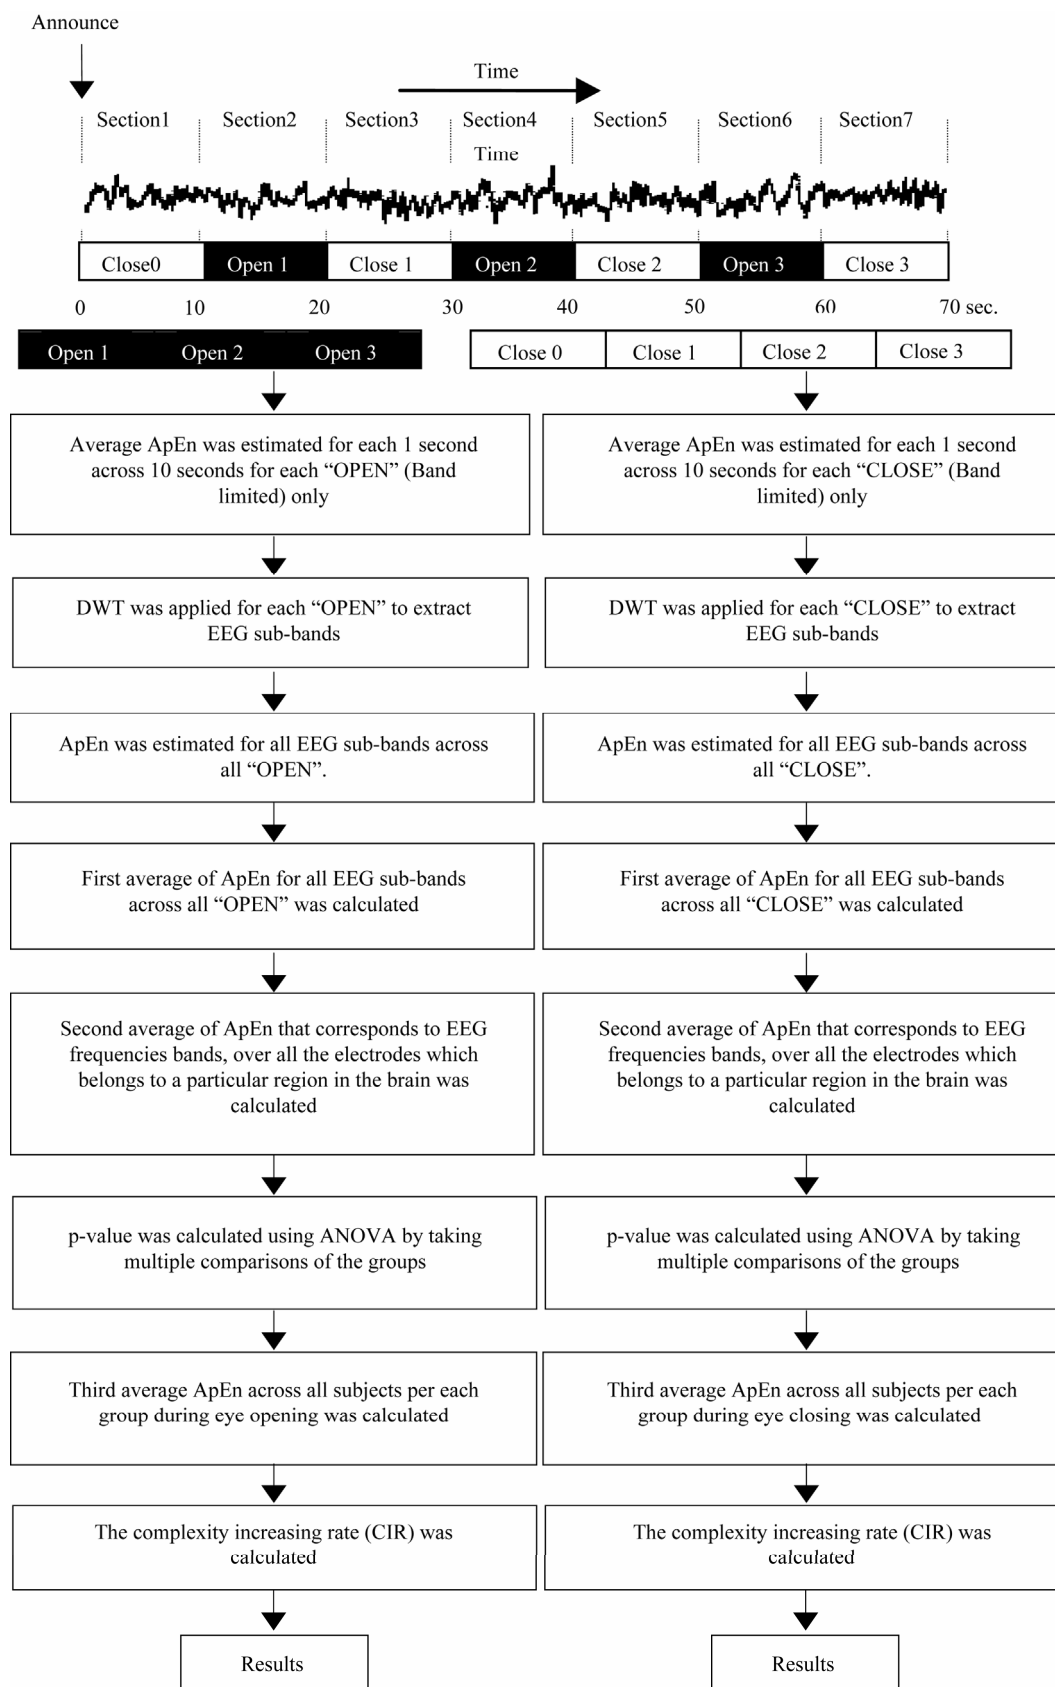 Announce
Time
Section1 Section2 Section3 Section4 Section5 Section6 Section7
Time
Close0 Open 1 Close 1 Open 2 Close 2 Open 3 Close 3
0 10 20 30 40 50 60 70 sec.
Open 1 Open 2 Open 3
Close 0 Close 1 Close 2 Close 3
Average ApEn was estimated for each 1 second
across 10 seconds for each “OPEN” (Band
limited) only
DWT was applied for each “OPEN” to extract
EEG sub-bands
ApEn was estimated for all EEG sub-bands across
all “OPEN”.
First average of ApEn for all EEG sub-bands
across all “OPEN” was calculated
Second average of ApEn that corresponds to EEG
frequencies bands, over all the electrodes which
belongs to a particular region in the brain was
calculated
p-value was calculated using ANOVA by taking
multiple comparisons of the groups
Third average ApEn across all subjects per each
group during eye opening was calculated
The complexity increasing rate (CIR) was
calculated
Results
Average ApEn was estimated for each 1 second
across 10 seconds for each “CLOSE” (Band
limited) only
DWT was applied for each “CLOSE” to extract
EEG sub-bands
ApEn was estimated for all EEG sub-bands across
all “CLOSE”.
First average of ApEn for all EEG sub-bands
across all “CLOSE” was calculated
Second average of ApEn that corresponds to EEG
frequencies bands, over all the electrodes which
belongs to a particular region in the brain was
calculated
p-value was calculated using ANOVA by taking
multiple comparisons of the groups
Third average ApEn across all subjects per each
group during eye closing was calculated
The complexity increasing rate (CIR) was
calculated
Results